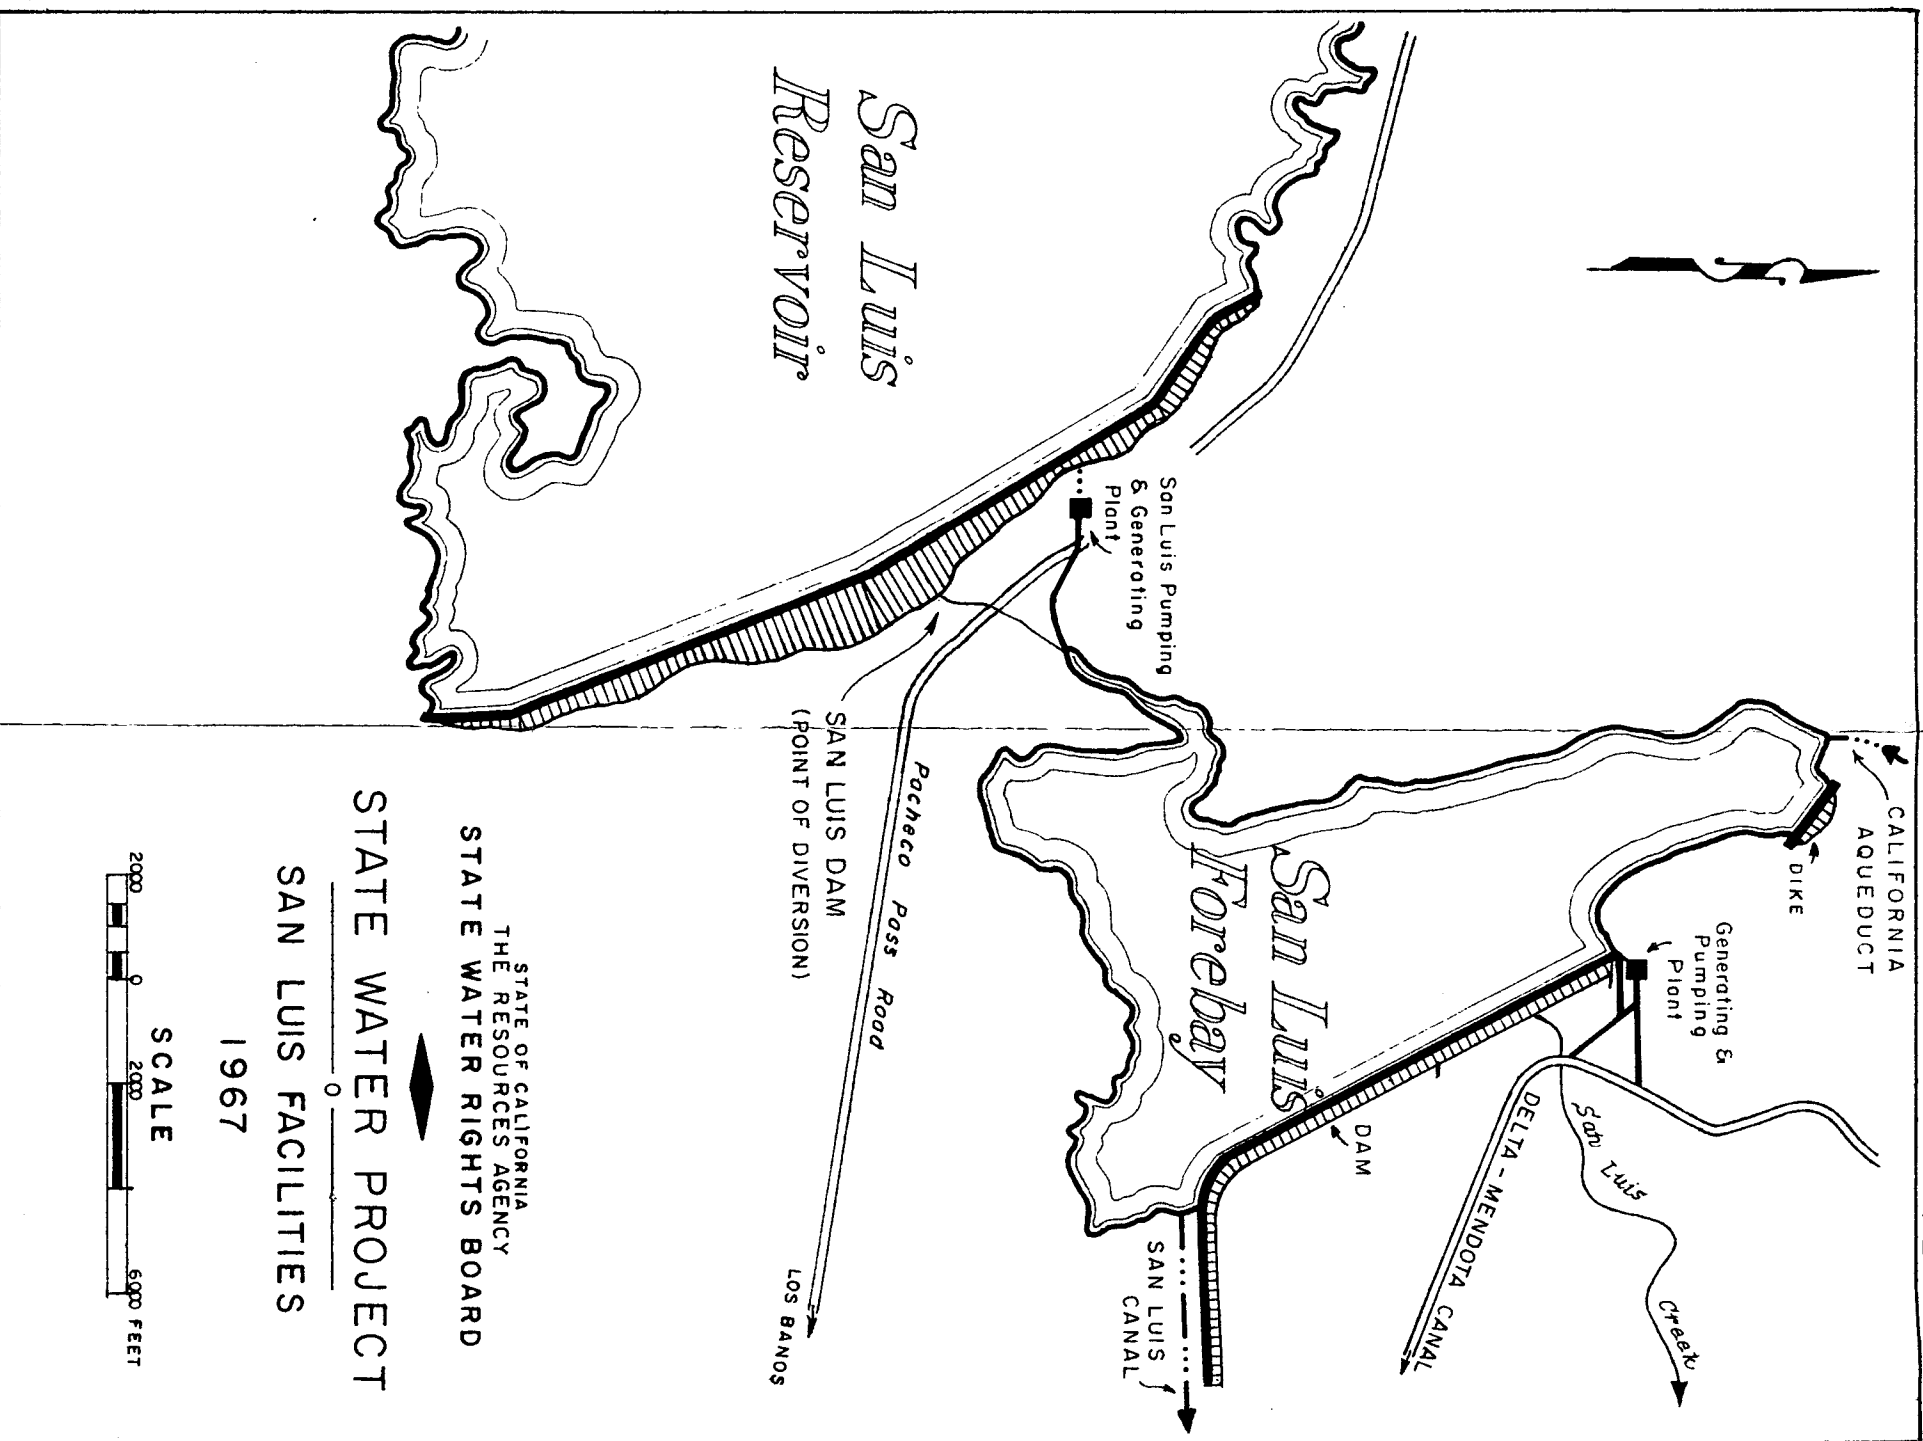 San Luis
Reservoir
San Luis Pumping
& Generating
Plant
CALIFORNIA
AQUEDUCT
DIKE
Generating &
Pumping
Plant
San Luis
Forebay
DAM
San Luis Creek
DELTA - MENDOTA CANAL
SAN LUIS
CANAL
SAN LUIS DAM
(POINT OF DIVERSION)
Pacheco Pass Road
LOS BANOS
STATE OF CALIFORNIA
THE RESOURCES AGENCY
STATE WATER RIGHTS BOARD
STATE WATER PROJECT
SAN LUIS FACILITIES
1967
SCALE
2000 0 2000 6000 FEET